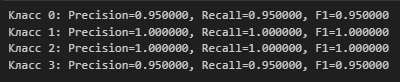 Класс 0: Precision=0.950000, Recall=0.950000, F1=0.950000
Класс 1: Precision=1.000000, Recall=1.000000, F1=1.000000
Класс 2: Precision=1.000000, Recall=1.000000, F1=1.000000
Класс 3: Precision=0.950000, Recall=0.950000, F1=0.950000